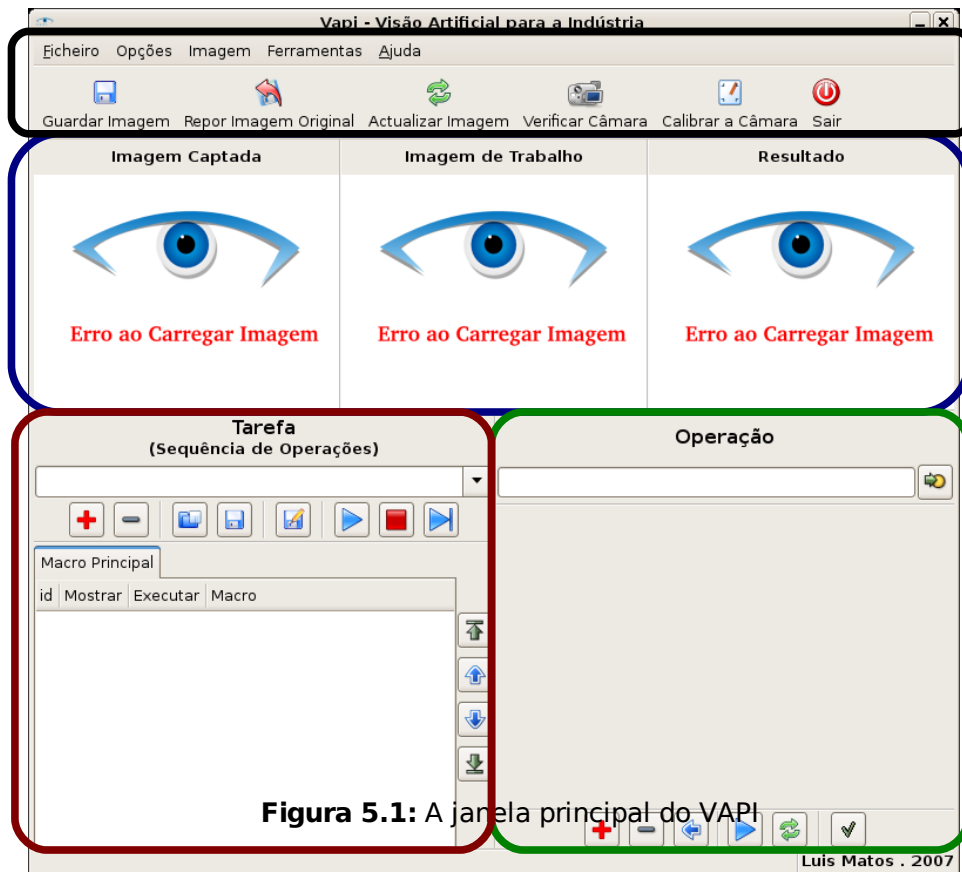 Vapi - Visão Artificial para a Indústria
Ficheiro Opções Imagem Ferramentas Ajuda
Guardar Imagem Repor Imagem Original Actualizar Imagem Verificar Câmara Calibrar a Câmara Sair
Imagem Captada Imagem de Trabalho Resultado
Erro ao Carregar Imagem Erro ao Carregar Imagem Erro ao Carregar Imagem
Tarefa
(Sequência de Operações)
Operação
Macro Principal
id Mostrar Executar Macro
Figura 5.1: A janela principal do VAPI
Luis Matos . 2007